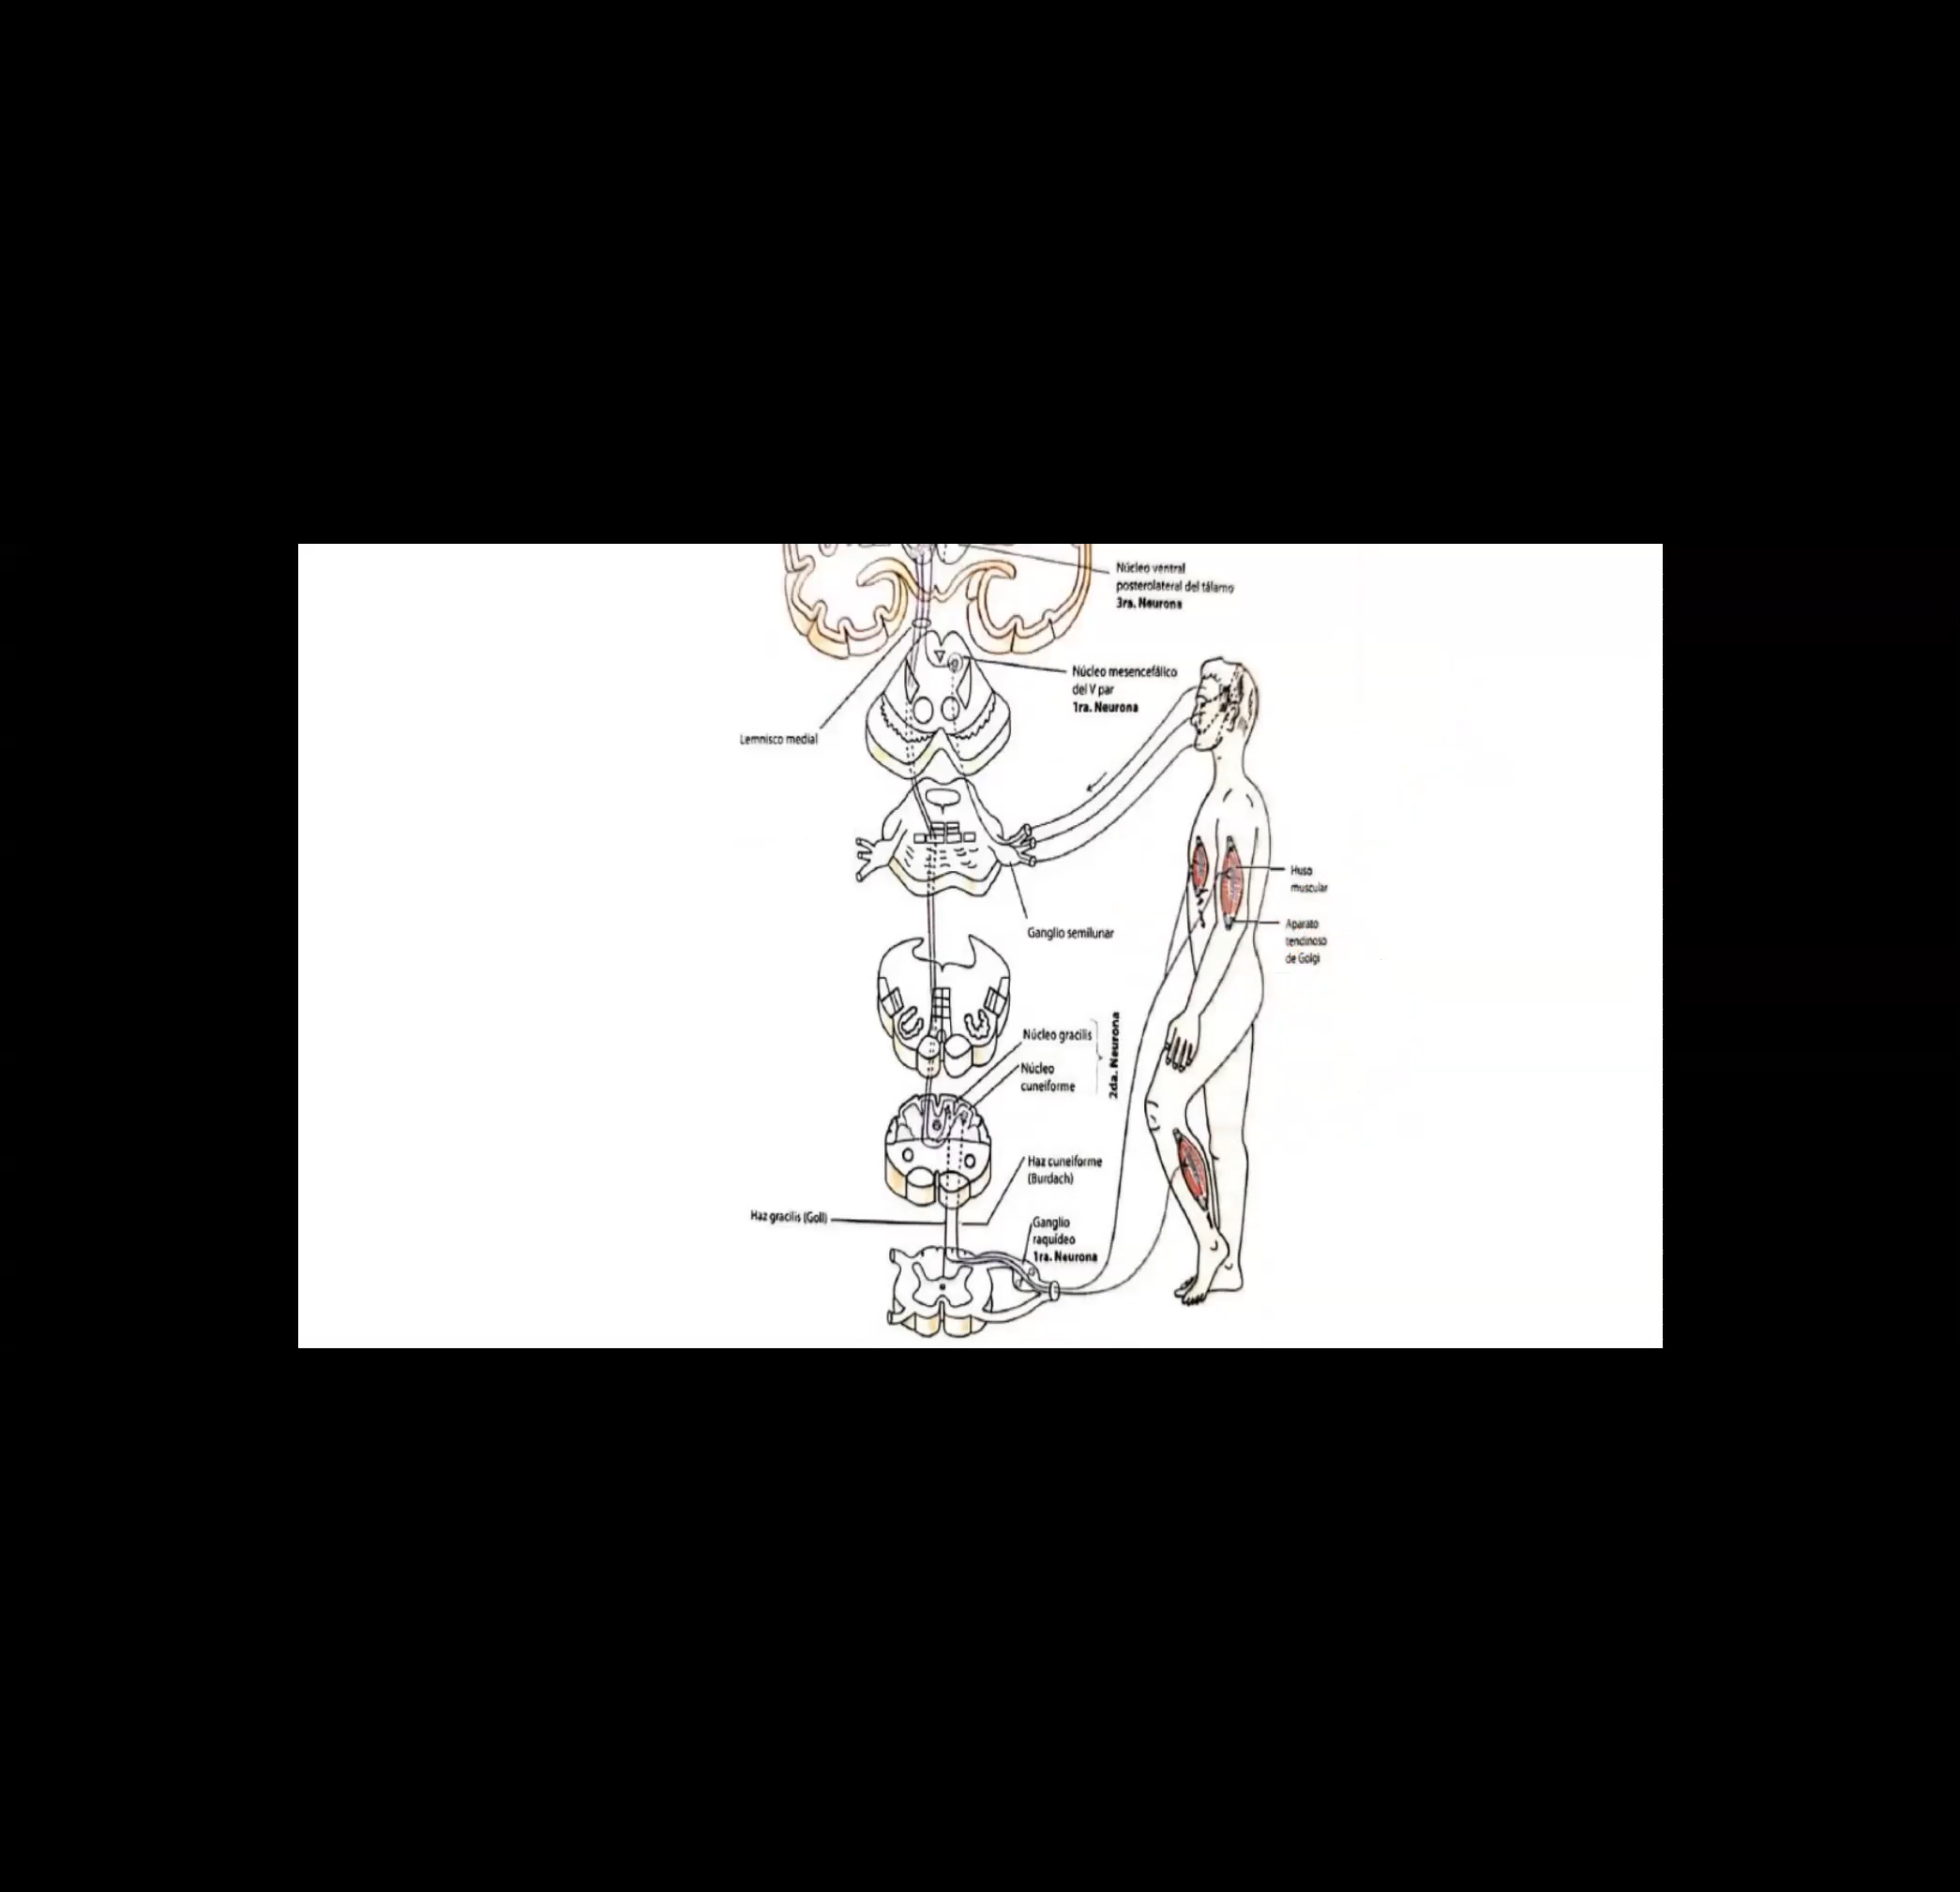 Núcleo ventral
posterolateral del tálamo
3ra. Neurona
Núcleo mesencefálico
del V par
1ra. Neurona
Lemnisco medial
Huso
muscular
Aparato
tendinoso
de Golgi
Ganglio semilunar
Núcleo gracilis
Núcleo
cuneiforme
2da. Neurona
Haz cuneiforme
(Burdach)
Haz gracilis (Goll)
Ganglio
raquídeo
1ra. Neurona